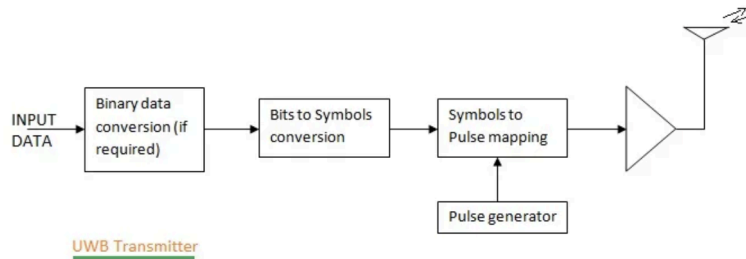 INPUT
DATA
Binary data
conversion (if
required)
Bits to Symbols
conversion
Symbols to
Pulse mapping
Pulse generator
UWB Transmitter